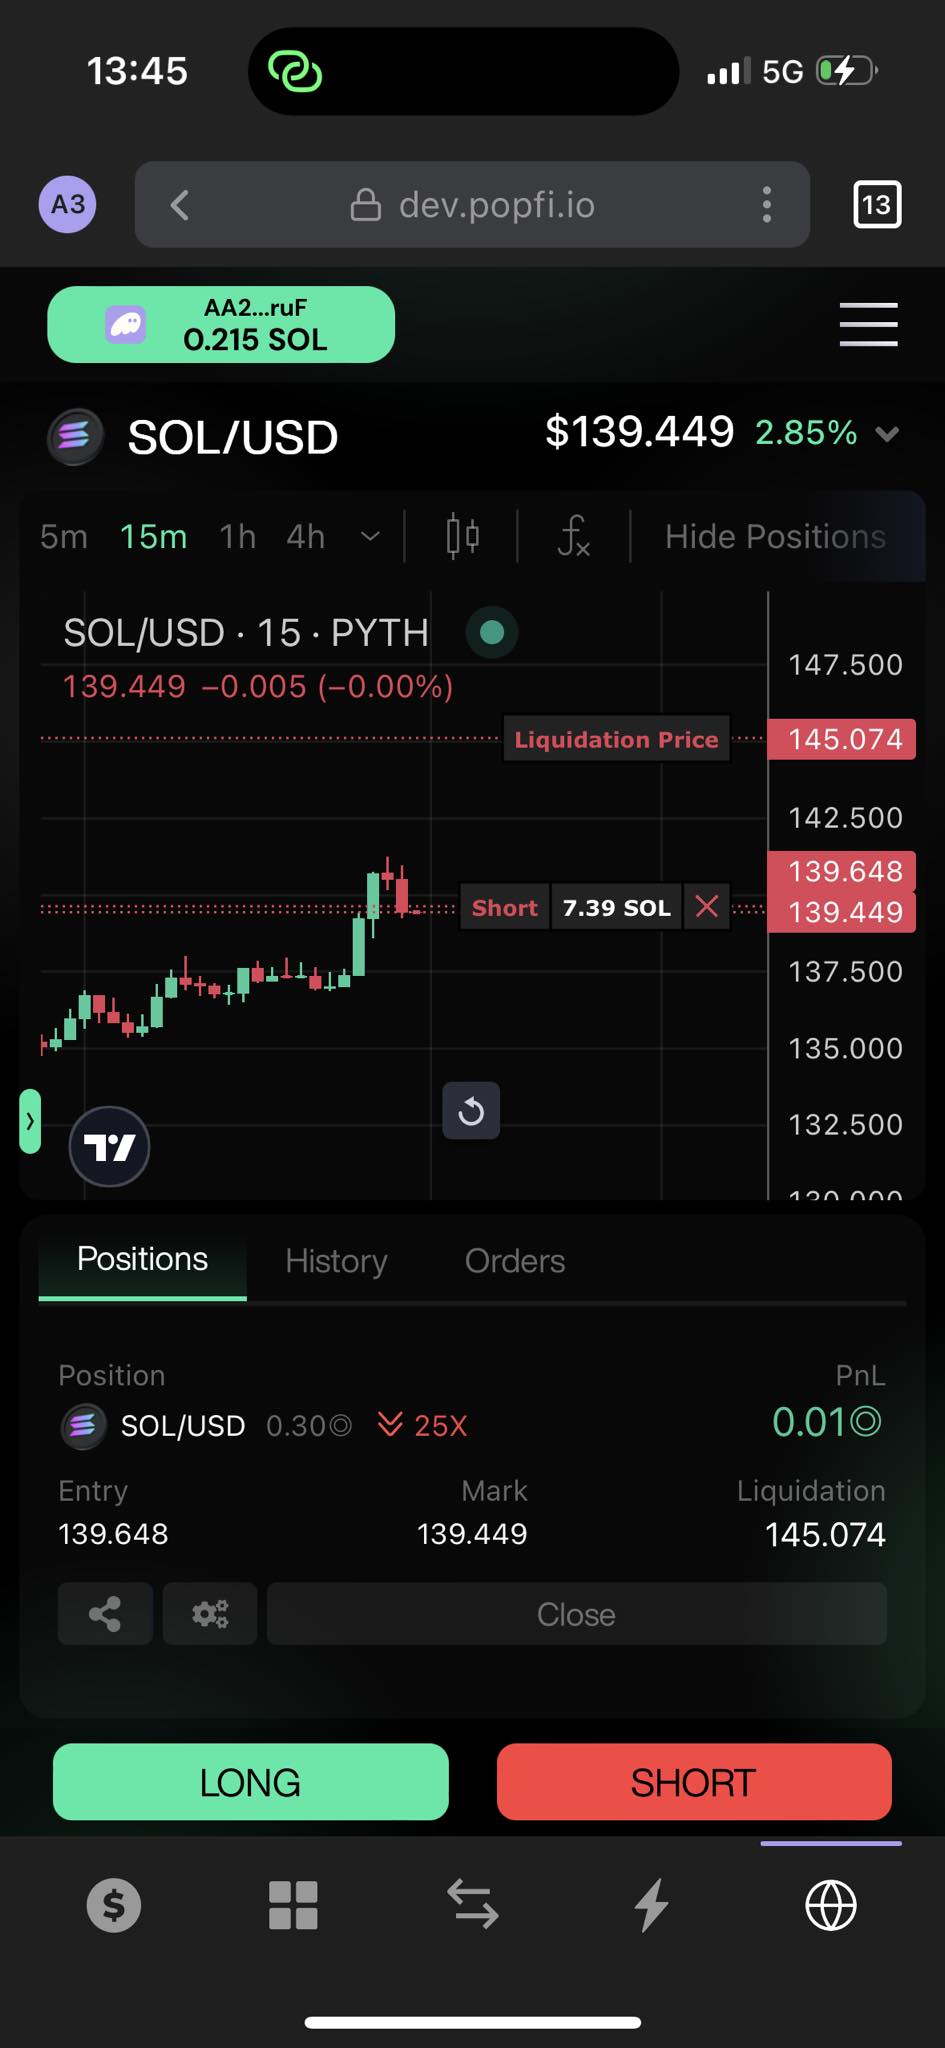 13:45
5G
A3
dev.popfi.io
13
AA2...ruF
0.215 SOL
SOL/USD
$139.449 2.85%
5m 15m 1h 4h
Hide Positions
SOL/USD · 15 · PYTH
139.449 −0.005 (−0.00%)
147.500
Liquidation Price
145.074
142.500
139.648
Short 7.39 SOL
139.449
137.500
135.000
132.500
130.000
Positions History Orders
Position PnL
SOL/USD 0.30 25X 0.01
Entry Mark Liquidation
139.648 139.449 145.074
Close
LONG SHORT